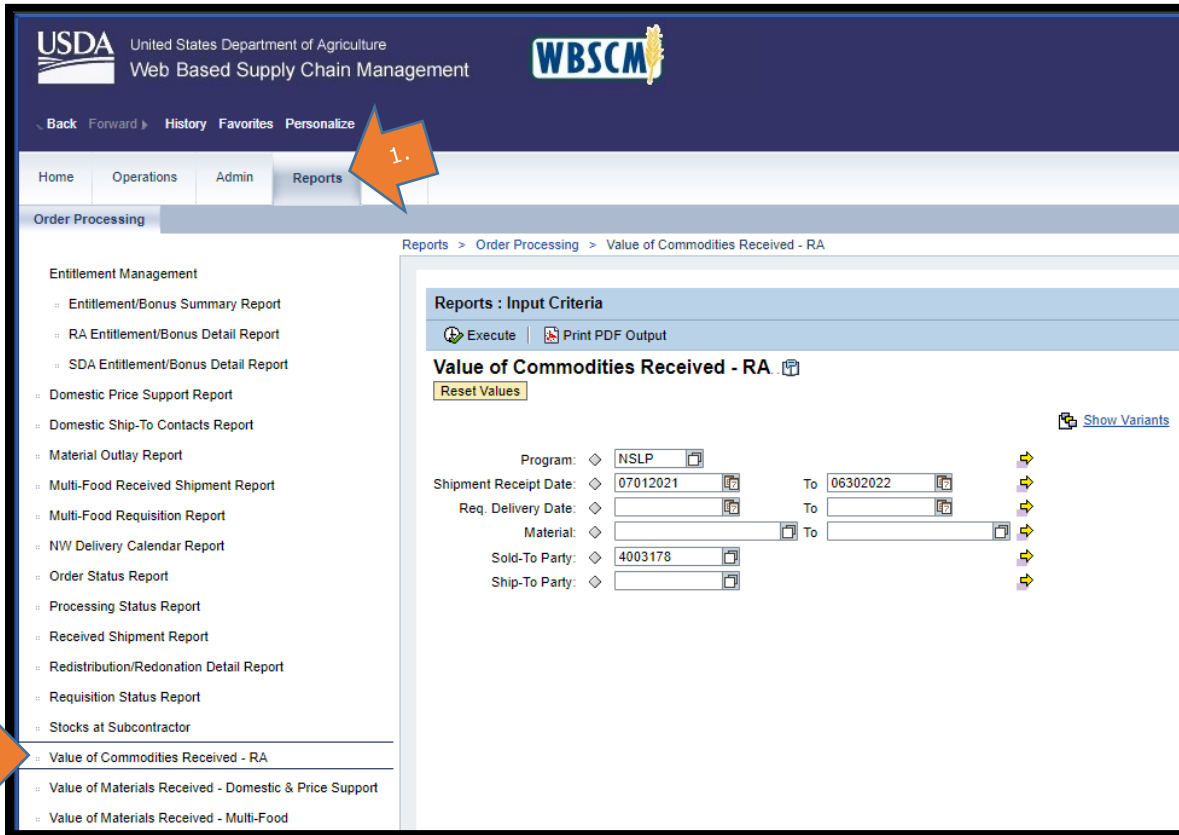 USDA United States Department of Agriculture
Web Based Supply Chain Management
WBSCM
Back Forward History Favorites Personalize
1.
Home Operations Admin Reports
Order Processing
Reports > Order Processing > Value of Commodities Received - RA
Entitlement Management
Entitlement/Bonus Summary Report
RA Entitlement/Bonus Detail Report
SDA Entitlement/Bonus Detail Report
Domestic Price Support Report
Domestic Ship-To Contacts Report
Material Outlay Report
Multi-Food Received Shipment Report
Multi-Food Requisition Report
NW Delivery Calendar Report
Order Status Report
Processing Status Report
Received Shipment Report
Redistribution/Redonation Detail Report
Requisition Status Report
Stocks at Subcontractor
Value of Commodities Received - RA
Value of Materials Received - Domestic & Price Support
Value of Materials Received - Multi-Food
Reports : Input Criteria
Execute Print PDF Output
Value of Commodities Received - RA
Reset Values
Show Variants
Program: NSLP
Shipment Receipt Date: 07012021 To 06302022
Req. Delivery Date: To
Material: To
Sold-To Party: 4003178
Ship-To Party: